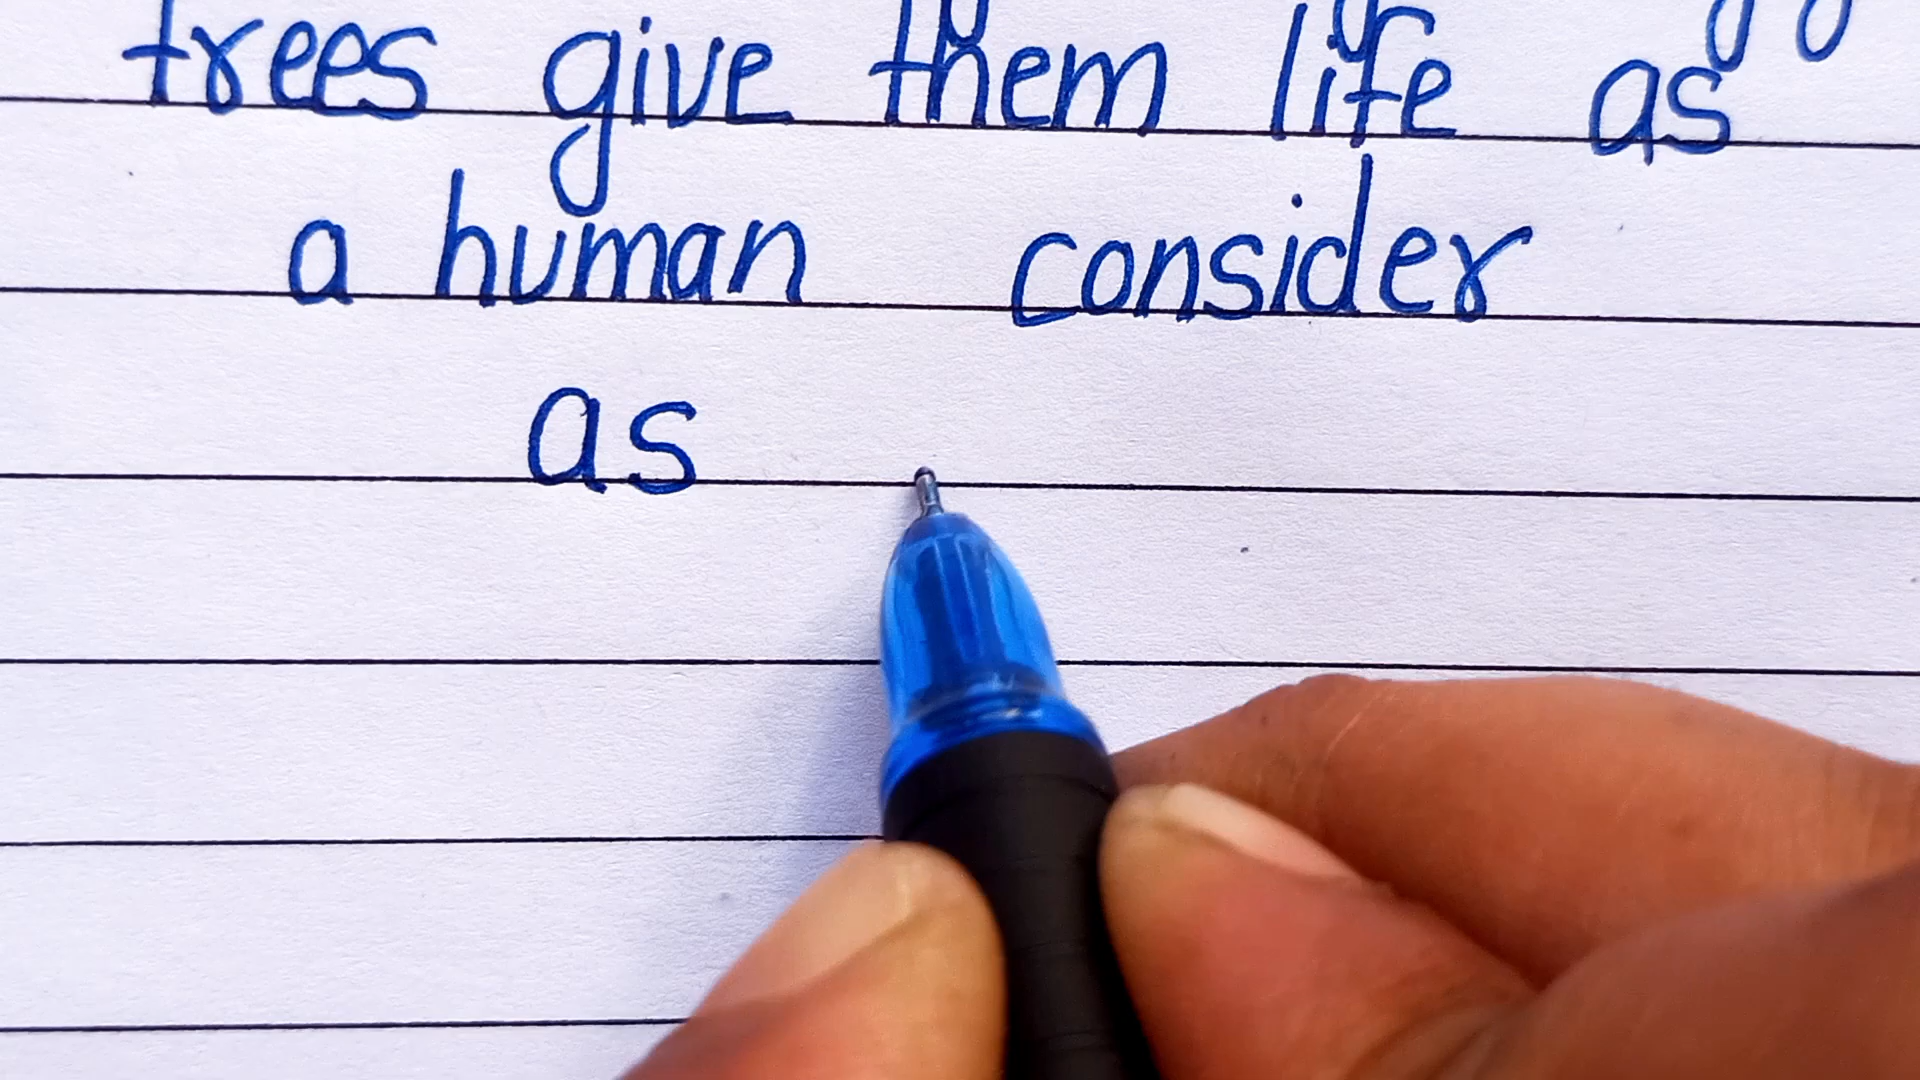 trees give them life as
a human consider
as